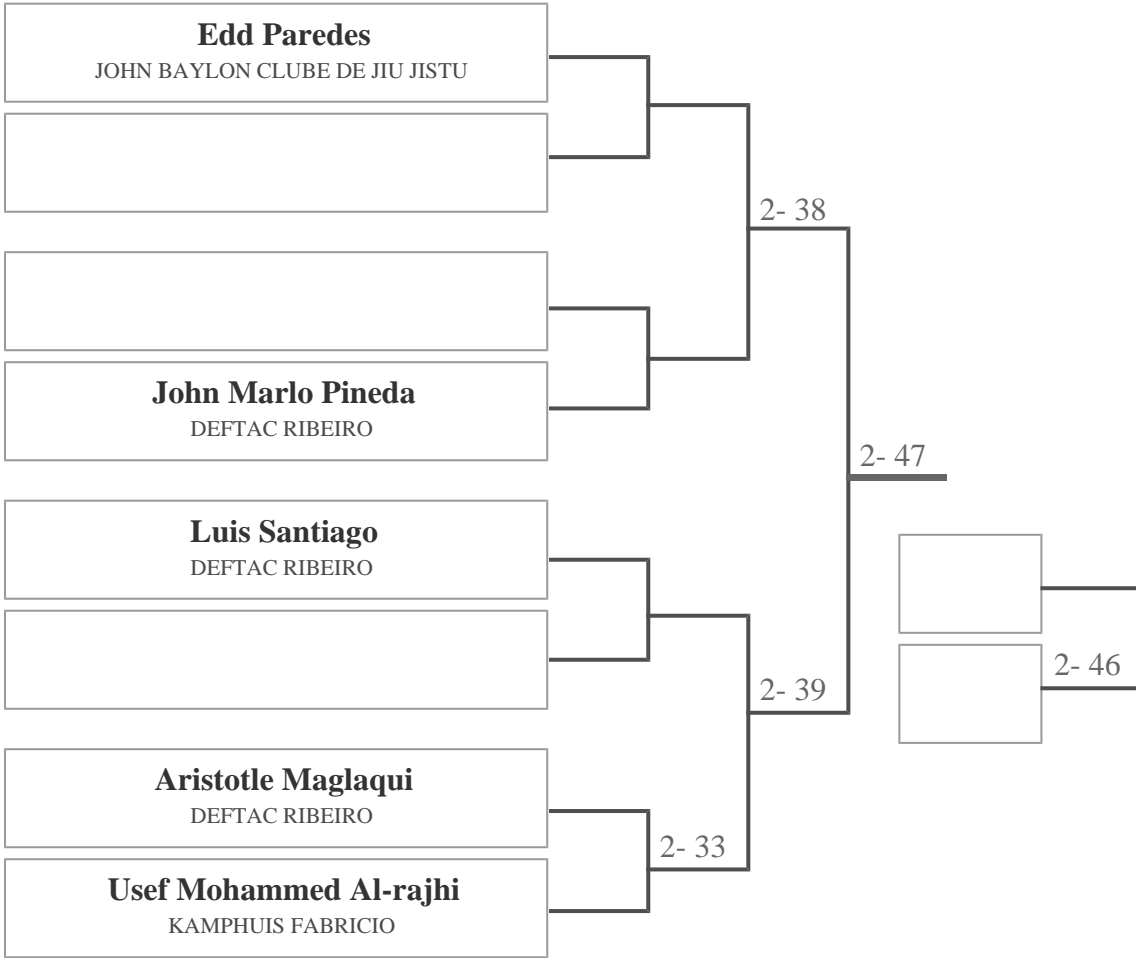 Edd Paredes
JOHN BAYLON CLUBE DE JIU JISTU
2- 38
John Marlo Pineda
DEFTAC RIBEIRO
2- 47
Luis Santiago
DEFTAC RIBEIRO
2- 46
2- 39
Aristotle Maglaqui
DEFTAC RIBEIRO
2- 33
Usef Mohammed Al-rajhi
KAMPHUIS FABRICIO